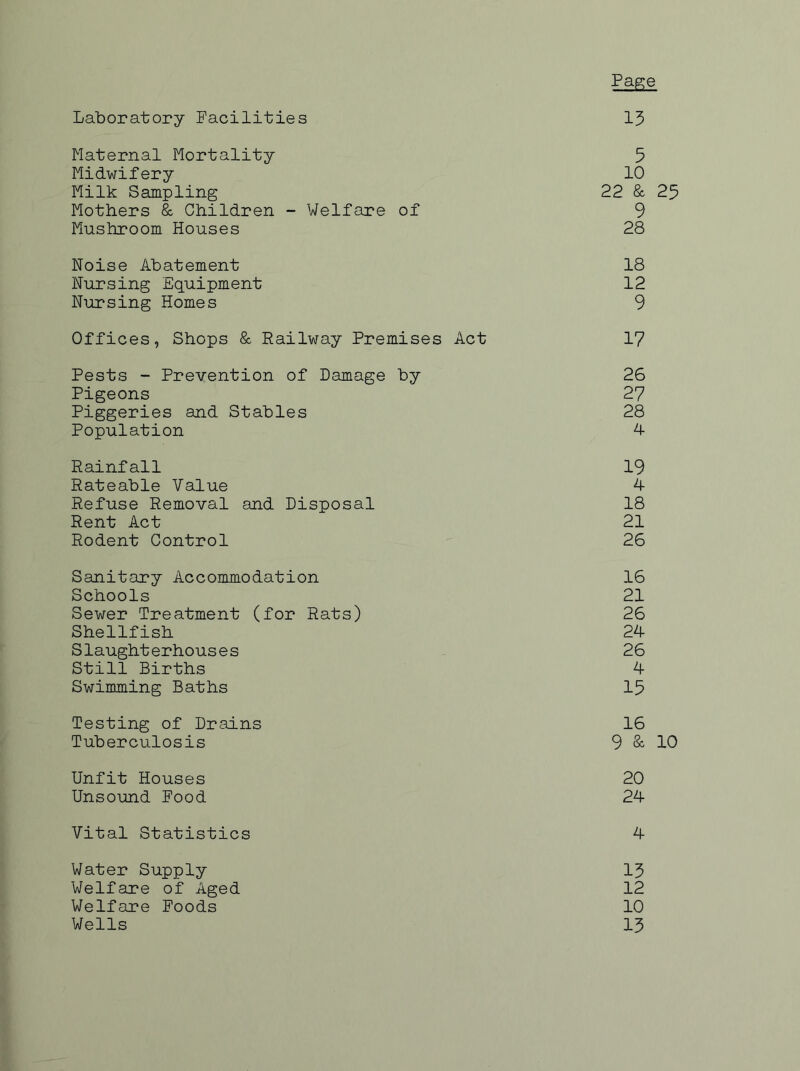 Page
Laboratory Facilities 13
Maternal Mortality 5
Midwifery 10
Milk Sampling 22 & 25
Mothers & Children - Welfare of 9
Mushroom Houses 28
Noise Abatement 18
Nursing Equipment 12
Nursing Homes 9
Offices, Shops & Railway Premises Act 17
Pests - Prevention of Damage by 26
Pigeons 27
Piggeries and Stables 28
Population 4
Rainfall 19
Rateable Value 4
Refuse Removal and Disposal 18
Rent Act 21
Rodent Control 26
Sanitary Accommodation 16
Schools 21
Sewer Treatment (for Rats) 26
Shellfish 24
Slaughterhouses 26
Still Births 4
Swimming Baths 15
Testing of Drains 16
Tuberculosis 9 & 10
Unfit Houses 20
Unsound Food 24
Vital Statistics 4
Water Supply 13
Welfare of Aged 12
Welfare Foods 10
Wells 13